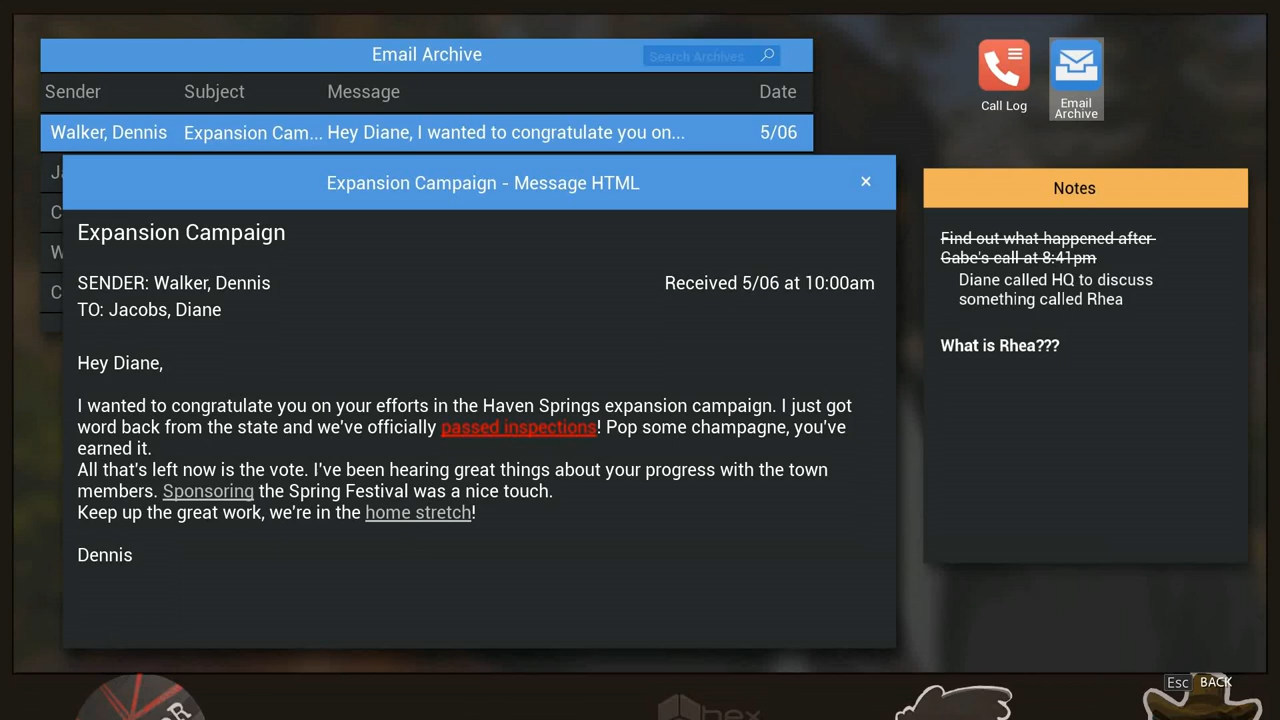 Email Archive
Search Archives
Sender Subject Message Date
Walker, Dennis Expansion Cam... Hey Diane, I wanted to congratulate you on... 5/06
Call Log
Email
Archive
Expansion Campaign - Message HTML
Expansion Campaign
SENDER: Walker, Dennis Received 5/06 at 10:00am
TO: Jacobs, Diane
Hey Diane,
I wanted to congratulate you on your efforts in the Haven Springs expansion campaign. I just got
word back from the state and we've officially passed inspections! Pop some champagne, you've
earned it.
All that's left now is the vote. I've been hearing great things about your progress with the town
members. Sponsoring the Spring Festival was a nice touch.
Keep up the great work, we're in the home stretch!
Dennis
Notes
Find out what happened after
Gabe's call at 8:41pm
Diane called HQ to discuss
something called Rhea
What is Rhea???
Esc BACK
hex